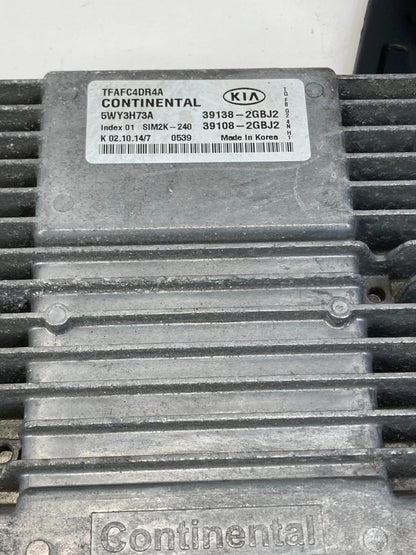 TFAFC4DR4A
CONTINENTAL
KIA
5WY3H73A 39138-2GBJ2
Index 01 SIM2K-240 39108-2GBJ2
K 02.10.14/7 0539 Made in Korea
Continental